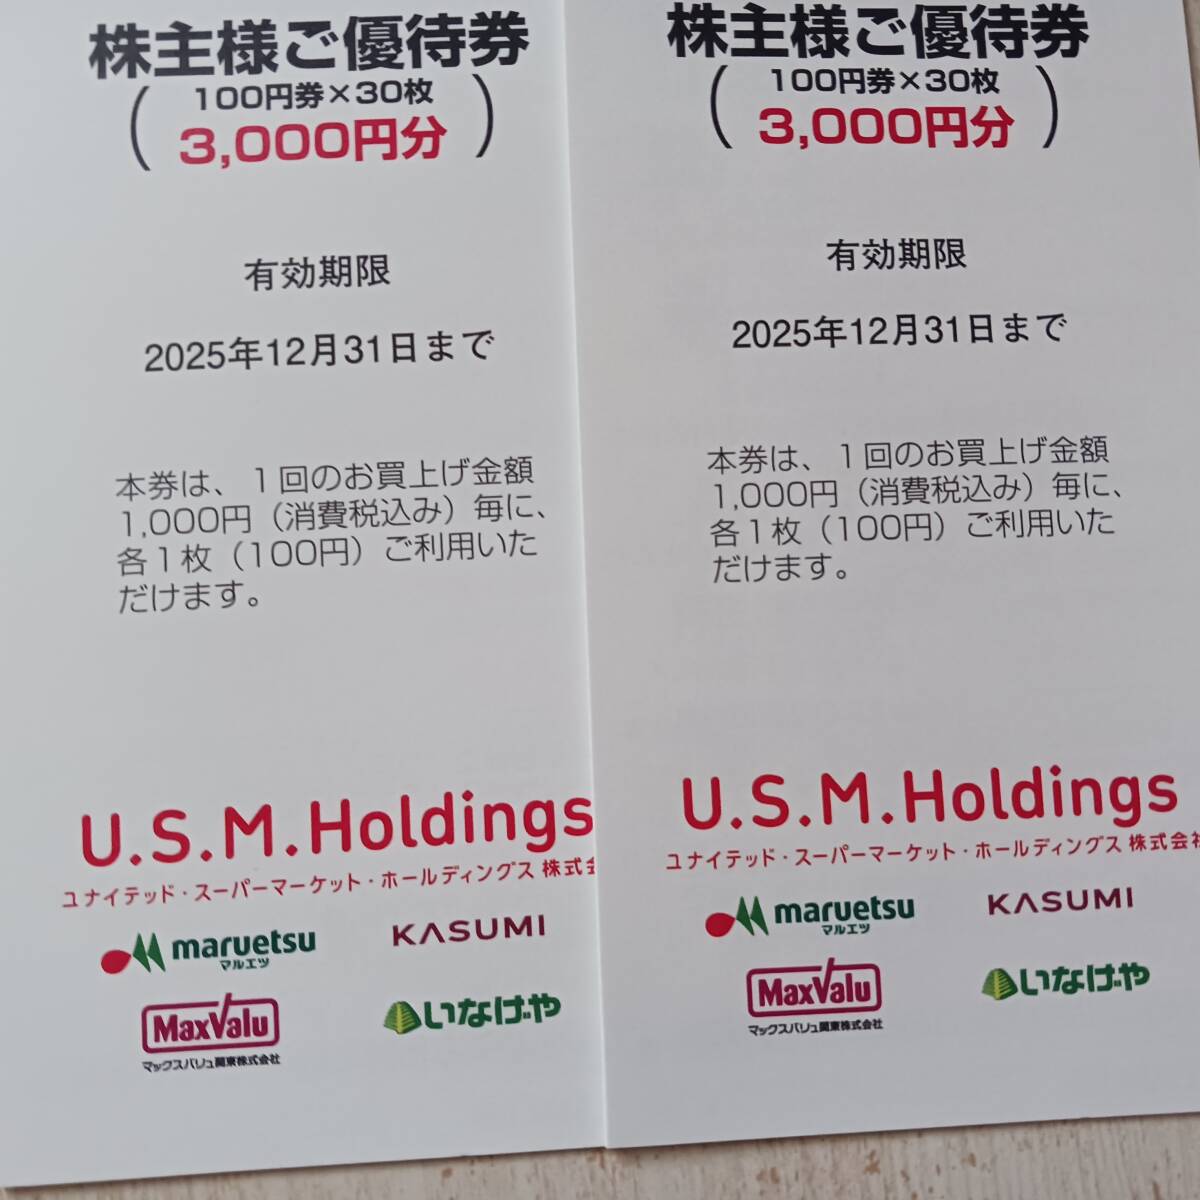 株主様ご優待券
100円券×30枚
3,000円分
有効期限
2025年12月31日まで
本券は、１回のお買上げ金額
1,000円（消費税込み）毎に、
各１枚（100円）ご利用いた
だけます。
U.S.M.Holdings
ユナイテッド・スーパーマーケット・ホールディングス 株式会
maruetsu
マルエツ
KASUMI
MaxValu
マックスバリュ関東株式会社
いなげや
株主様ご優待券
100円券×30枚
3,000円分
有効期限
2025年12月31日まで
本券は、１回のお買上げ金額
1,000円（消費税込み）毎に、
各１枚（100円）ご利用いた
だけます。
U.S.M.Holdings
ユナイテッド・スーパーマーケット・ホールディングス 株式会社
maruetsu
マルエツ
KASUMI
MaxValu
マックスバリュ関東株式会社
いなげや